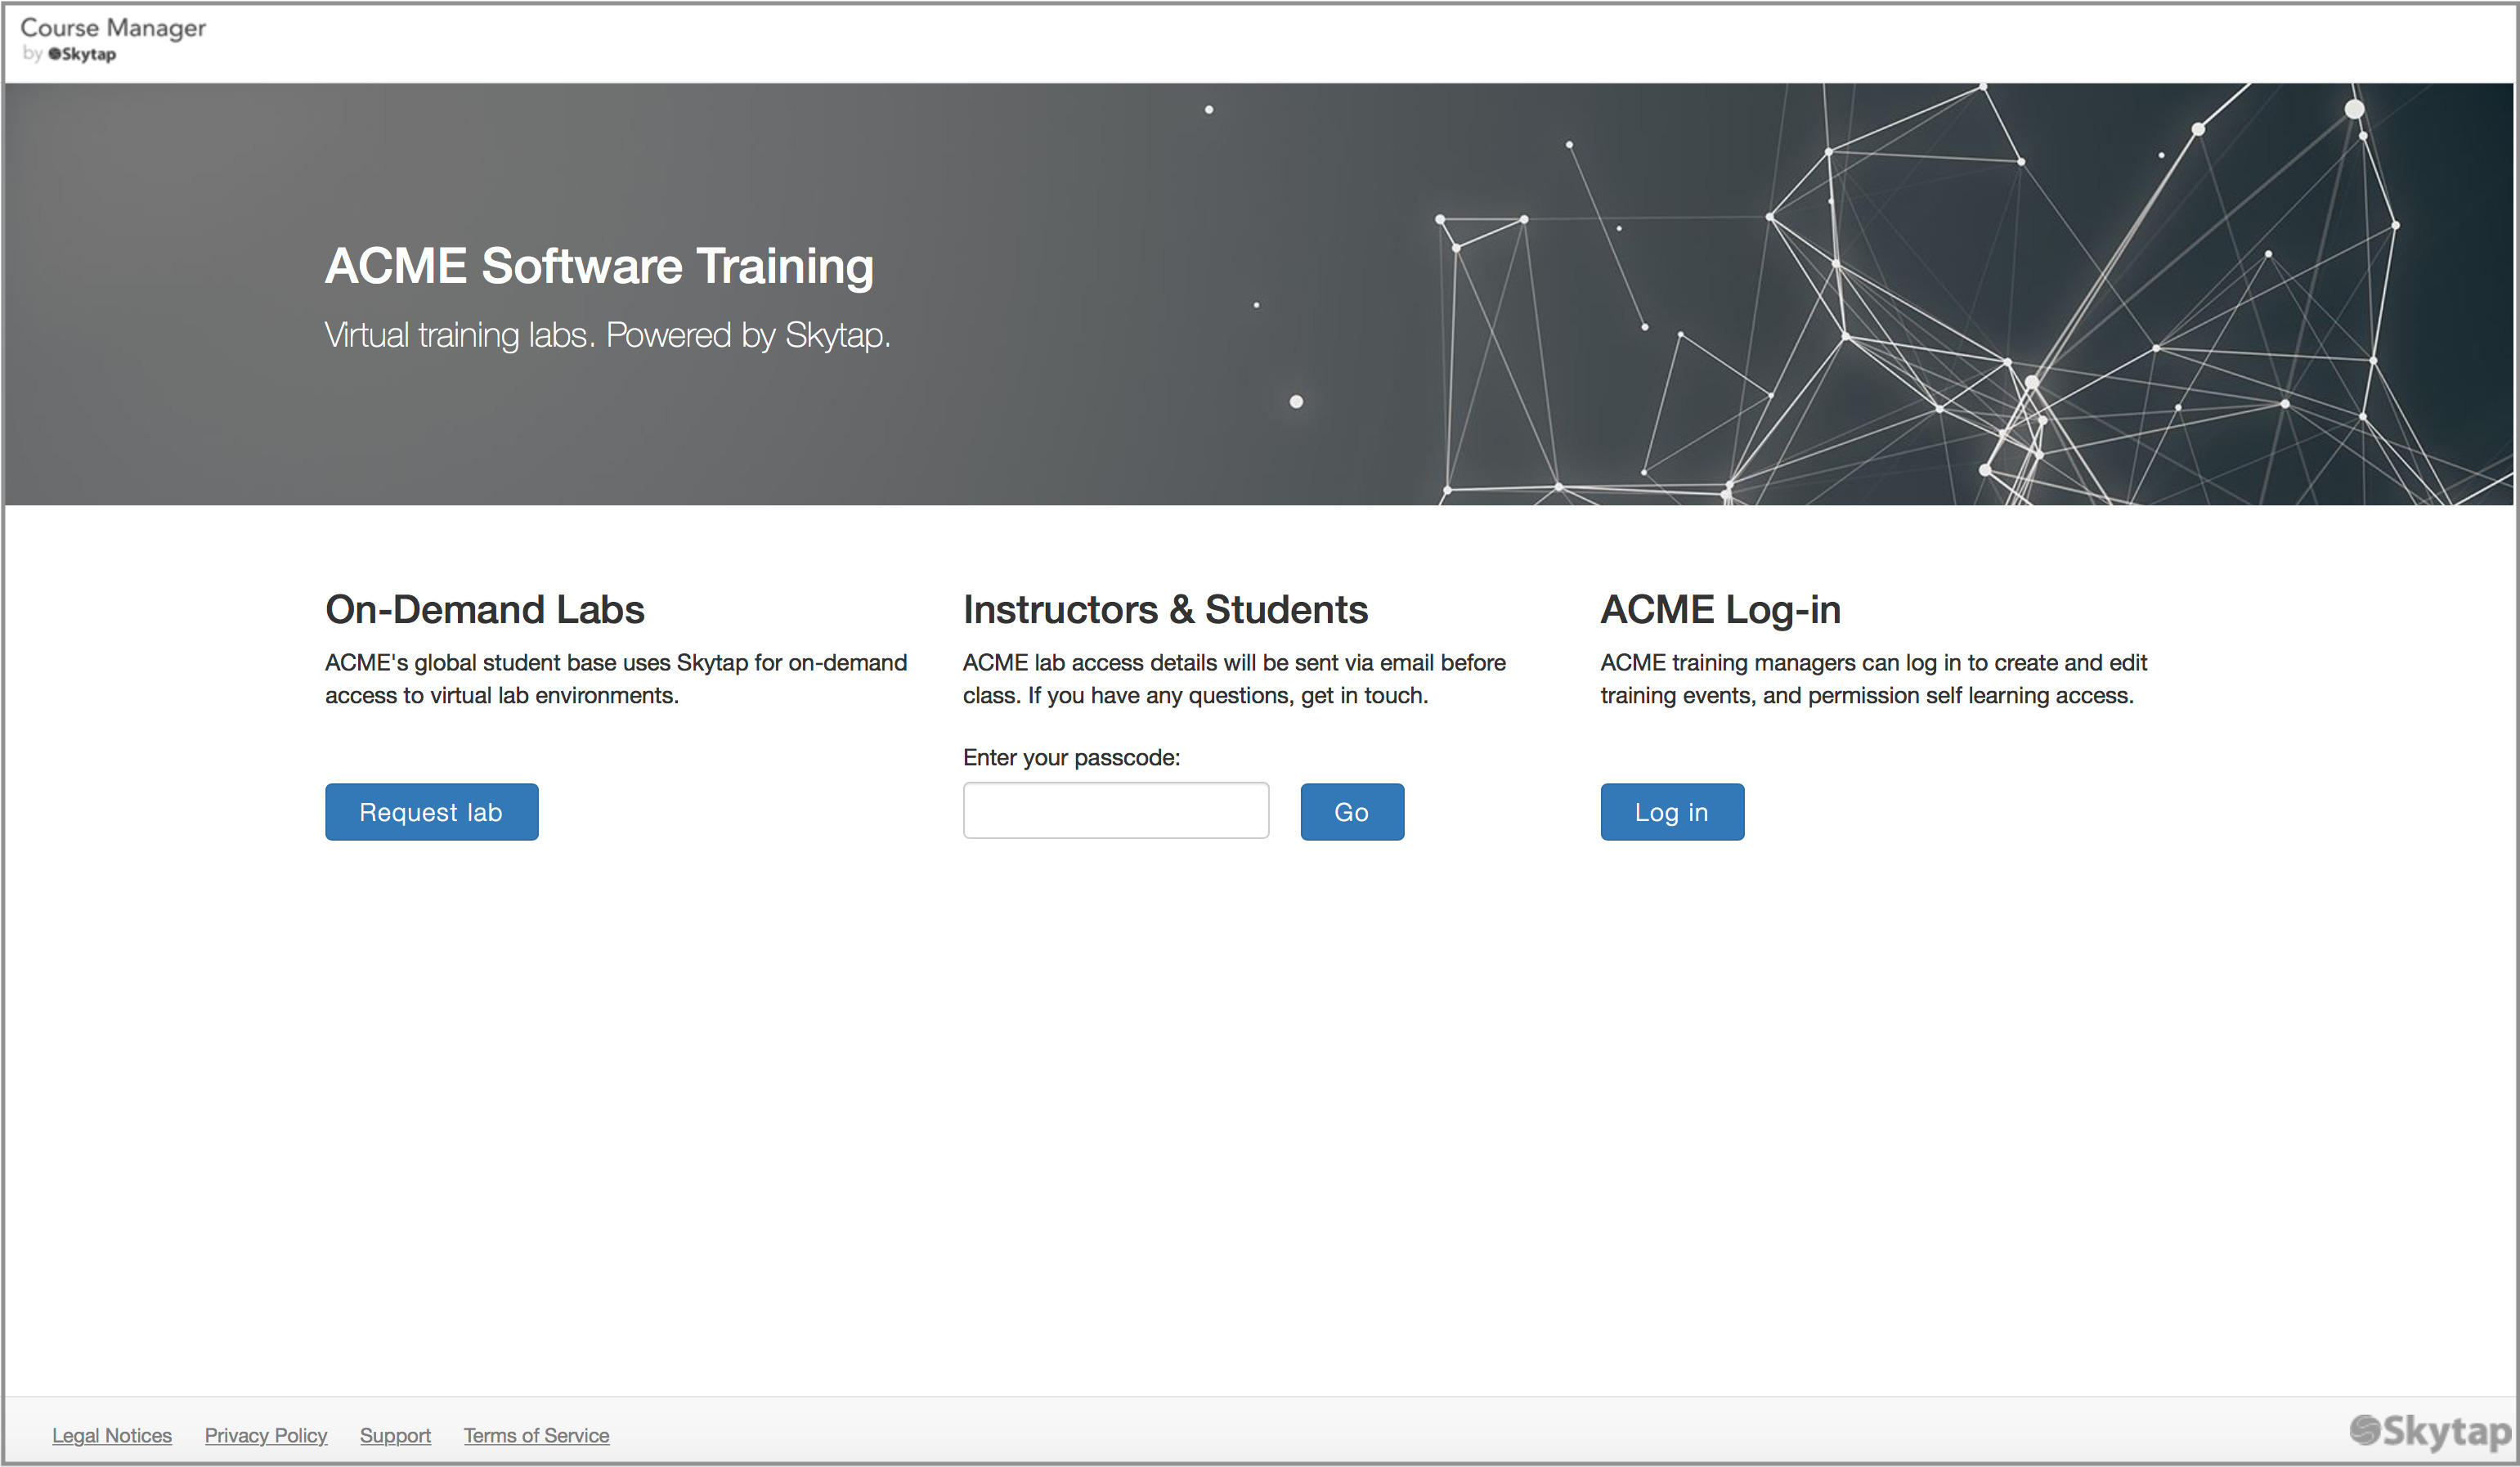 Course Manager
by Skytap
ACME Software Training
Virtual training labs. Powered by Skytap.
On-Demand Labs
ACME's global student base uses Skytap for on-demand
access to virtual lab environments.
Request lab
Instructors & Students
ACME lab access details will be sent via email before
class. If you have any questions, get in touch.
Enter your passcode:
Go
ACME Log-in
ACME training managers can log in to create and edit
training events, and permission self learning access.
Log in
Legal Notices Privacy Policy Support Terms of Service
Skytap